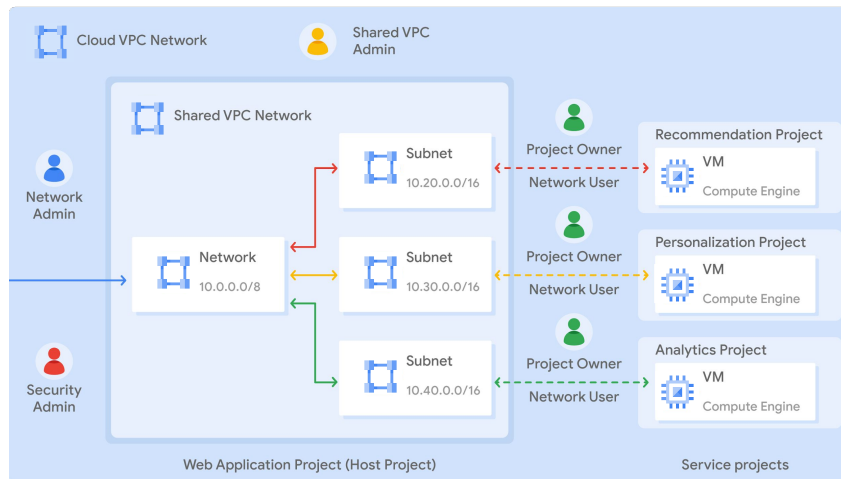 Cloud VPC Network
Shared VPC
Admin
Shared VPC Network
Network
Admin
Security
Admin
Network
10.0.0.0/8
Subnet
10.20.0.0/16
Subnet
10.30.0.0/16
Subnet
10.40.0.0/16
Project Owner
Network User
Project Owner
Network User
Project Owner
Network User
Recommendation Project
VM
Compute Engine
Personalization Project
VM
Compute Engine
Analytics Project
VM
Compute Engine
Web Application Project (Host Project)
Service projects